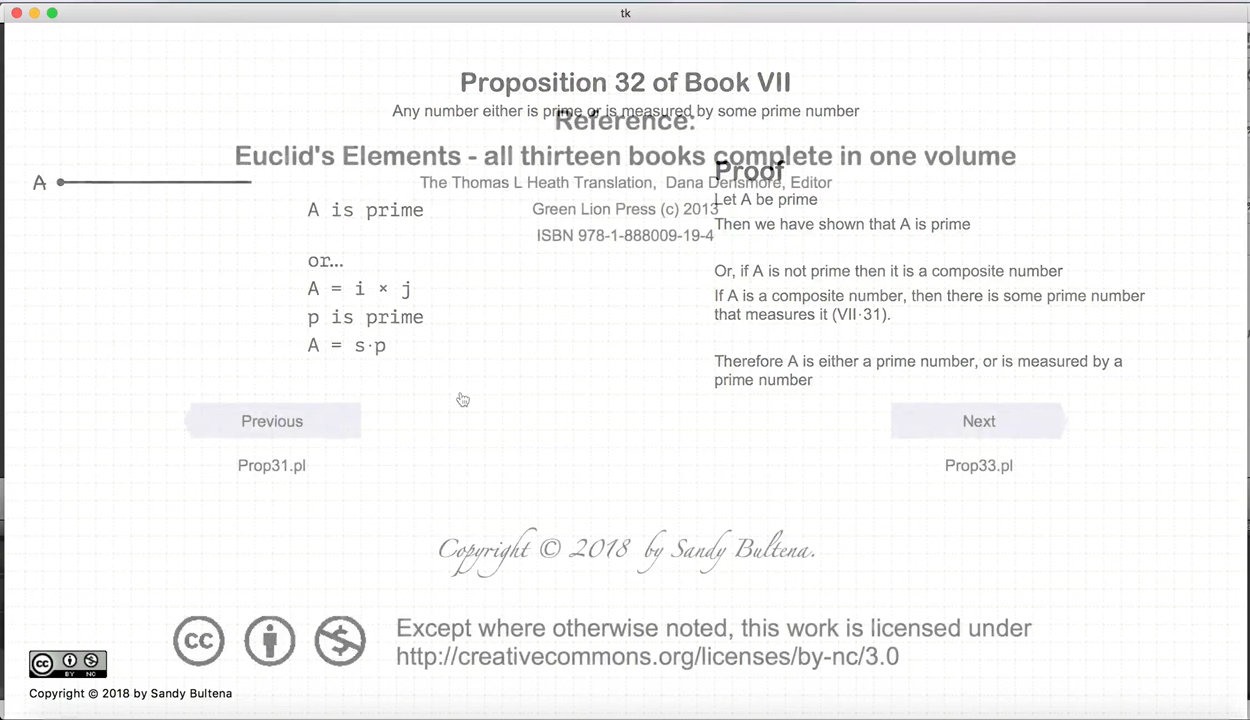 tk
Proposition 32 of Book VII
Any number either is prime or is measured by some prime number
Reference:
Euclid's Elements - all thirteen books complete in one volume
The Thomas L Heath Translation, Dana Densmore, Editor
Green Lion Press (c) 2013
ISBN 978-1-888009-19-4
A
A is prime
or...
A = i × j
p is prime
A = s·p
Proof
Let A be prime
Then we have shown that A is prime
Or, if A is not prime then it is a composite number
If A is a composite number, then there is some prime number
that measures it (VII·31).
Therefore A is either a prime number, or is measured by a
prime number
Previous
Next
Prop31.pl
Prop33.pl
Copyright © 2018 by Sandy Bultena.
cc
Except where otherwise noted, this work is licensed under
http://creativecommons.org/licenses/by-nc/3.0
cc
BY NC
Copyright © 2018 by Sandy Bultena